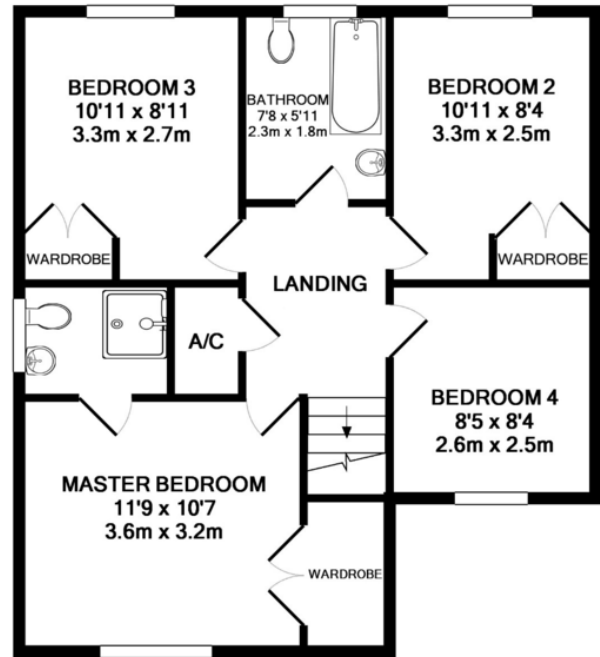 BEDROOM 3
10'11 x 8'11
3.3m x 2.7m
BATHROOM
7'8 x 5'11
2.3m x 1.8m
BEDROOM 2
10'11 x 8'4
3.3m x 2.5m
WARDROBE
WARDROBE
LANDING
A/C
BEDROOM 4
8'5 x 8'4
2.6m x 2.5m
MASTER BEDROOM
11'9 x 10'7
3.6m x 3.2m
WARDROBE